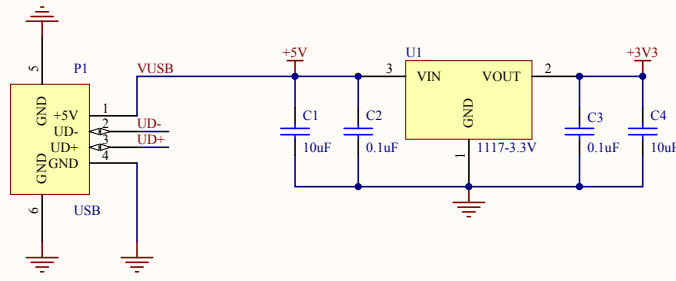 P1
VUSB
+5V
U1
+3V3
5
GND
+5V
1
UD-
2
UD-
UD+
3
UD+
GND
4
GND
6
USB
3
VIN
VOUT
2
GND
1
1117-3.3V
C1
10uF
C2
0.1uF
C3
0.1uF
C4
10uF